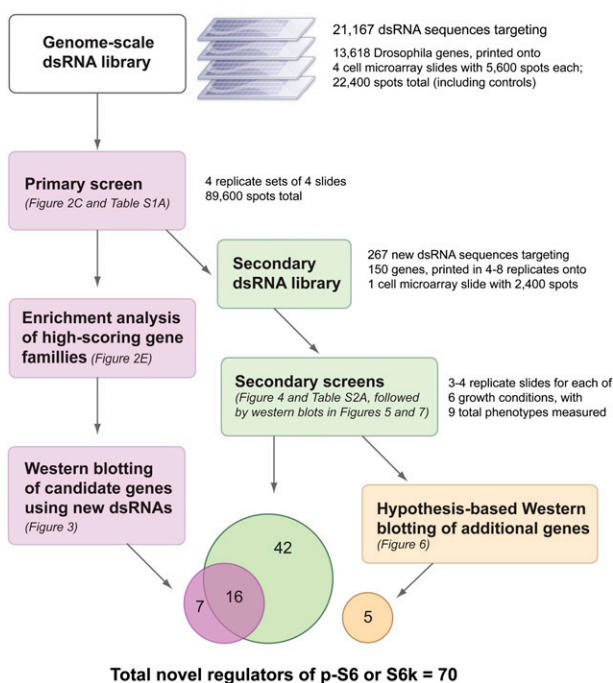 Genome-scale
dsRNA library
21,167 dsRNA sequences targeting
13,618 Drosophila genes, printed onto
4 cell microarray slides with 5,600 spots each;
22,400 spots total (including controls)
Primary screen
(Figure 2C and Table S1A)
4 replicate sets of 4 slides
89,600 spots total
Secondary
dsRNA library
267 new dsRNA sequences targeting
150 genes, printed in 4-8 replicates onto
1 cell microarray slide with 2,400 spots
Enrichment analysis
of high-scoring gene
famillies (Figure 2E)
Secondary screens
(Figure 4 and Table S2A, followed
by western blots in Figures 5 and 7)
3-4 replicate slides for each of
6 growth conditions, with
9 total phenotypes measured
Western blotting
of candidate genes
using new dsRNAs
(Figure 3)
Hypothesis-based Western
blotting of additional genes
(Figure 6)
42
7
16
5
Total novel regulators of p-S6 or S6k = 70